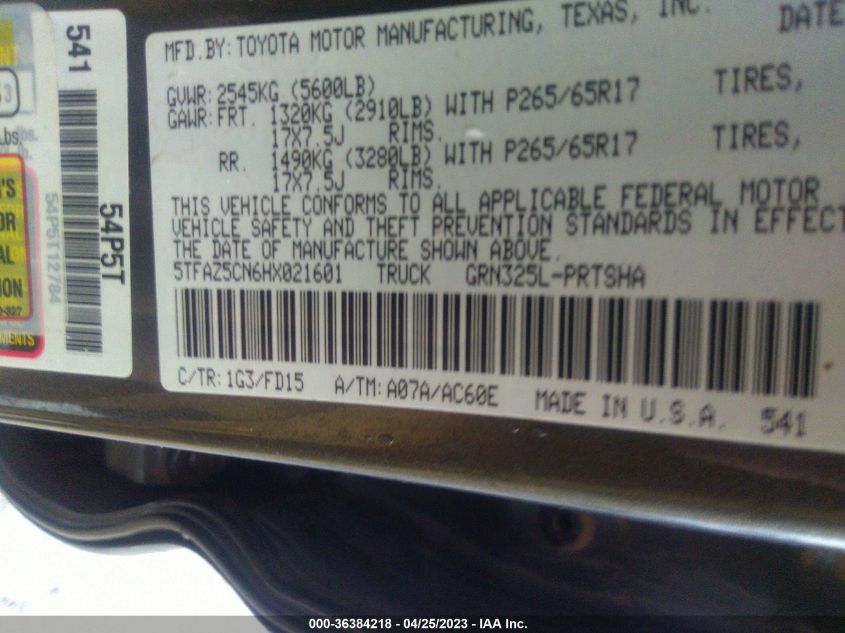 541
54P5T
54P5T12784
Lbs.
MFD.BY: TOYOTA MOTOR MANUFACTURING, TEXAS, INC. DATE
GVWR: 2545KG (5600LB)
GAWR: FRT. 1320KG (2910LB) WITH P265/65R17 TIRES,
17X7.5J RIMS.
RR. 1490KG (3280LB) WITH P265/65R17 TIRES,
17X7.5J RIMS.
THIS VEHICLE CONFORMS TO ALL APPLICABLE FEDERAL MOTOR
VEHICLE SAFETY AND THEFT PREVENTION STANDARDS IN EFFECT
THE DATE OF MANUFACTURE SHOWN ABOVE.
5TFAZ5CN6HX021601 TRUCK GRN325L-PRTSHA
C/TR: 1G3/FD15 A/TM: A07A/AC60E MADE IN U.S.A. 541
000-36384218 - 04/25/2023 - IAA Inc.